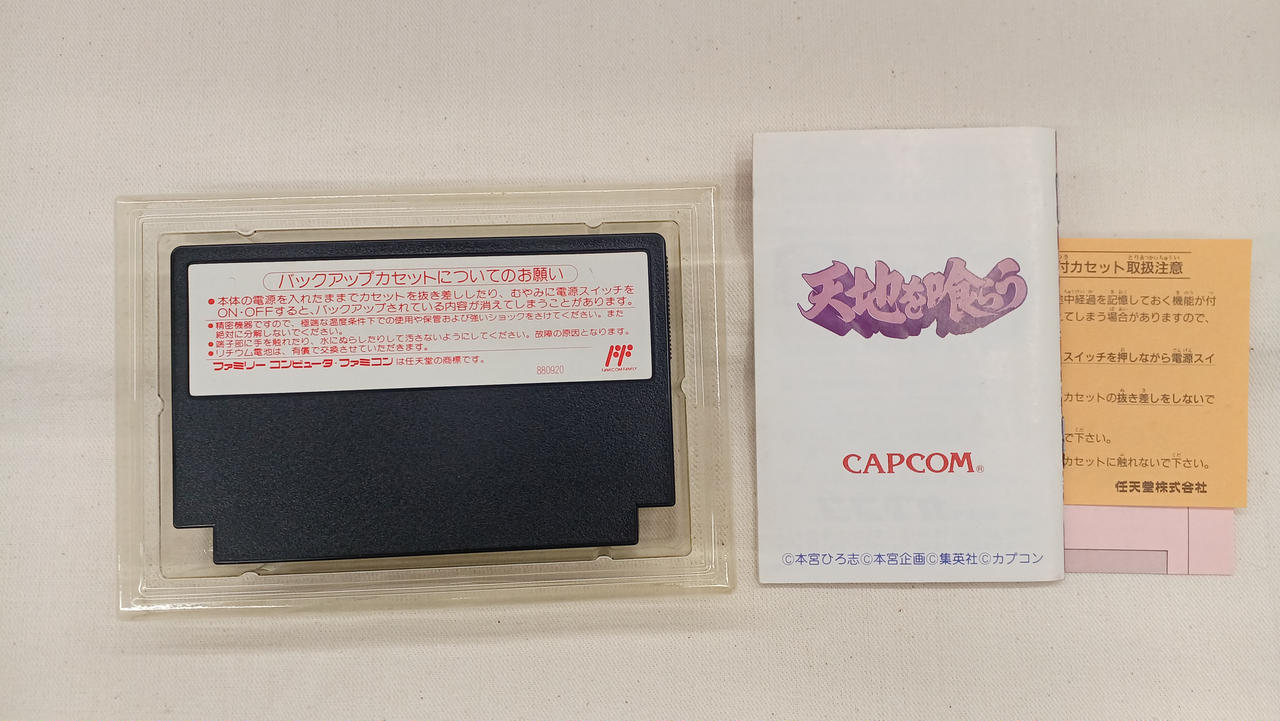 バックアップカセットについてのお願い
●本体の電源を入れたままでカセットを抜き差ししたり、むやみに電源スイッチを
ON・OFFすると、バックアップされている内容が消えてしまうことがあります。
●精密機器ですので、極端な温度条件下での使用や保管および強いショックをさけてください。また
絶対に分解しないでください。
●端子部に手を触れたり、水にぬらしたりして汚さないようにしてください。故障の原因となります。
●リチウム電池は、有償で交換させていただきます。
ファミリー コンピュータ・ファミコンは任天堂の商標です。
880920
FAMICOM FAMILY
天地を喰らう
CAPCOM®
©本宮ひろ志©本宮企画©集英社©カプコン
とりあつかいちゅうい
付カセット取扱注意
中経過を記憶しておく機能が付
てしまう場合がありますので、
スイッチを押しながら電源スイ
カセットの抜き差しをしないで
で下さい。
カセットに触れないで下さい。
任天堂株式会社